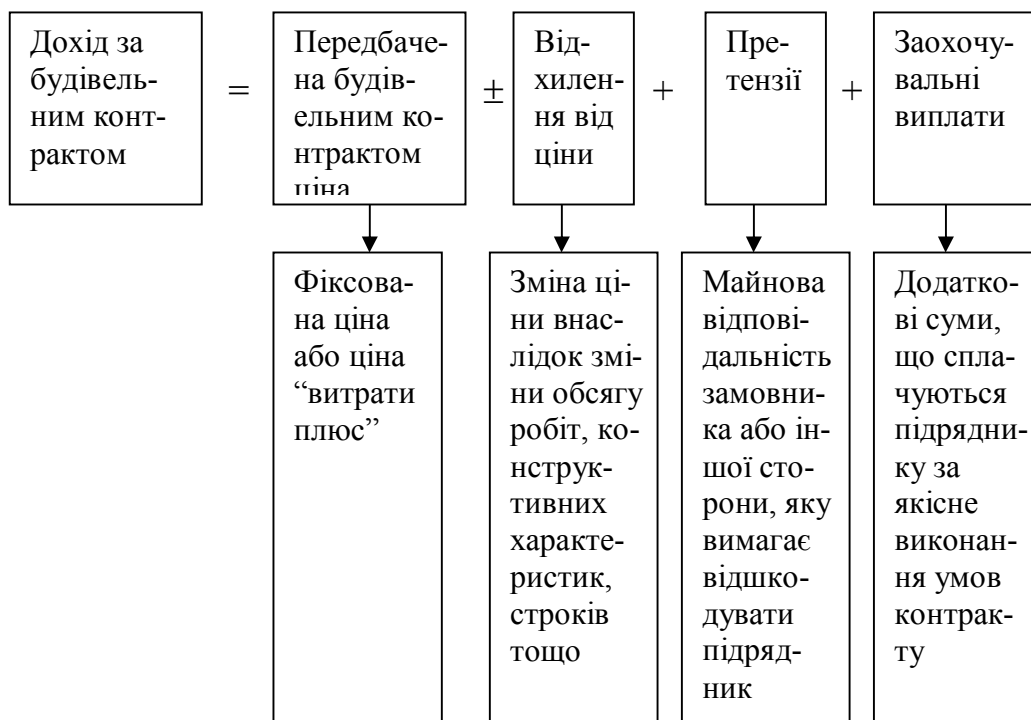 Дохід за
будівель-
ним конт-
рактом
=
Передбаче-
на будів-
ельним ко-
нтрактом
ціна
±
Від-
хилен-
ня від
ціни
+
Пре-
тензії
+
Заохочу-
вальні
виплати
Фіксова-
на ціна
або ціна
“витрати
плюс”
Зміна ці-
ни внас-
лідок змі-
ни обсягу
робіт, ко-
нструк-
тивних
характе-
ристик,
строків
тощо
Майнова
відпові-
дальність
замовни-
ка або ін-
шої сто-
рони, яку
вимагає
відшко-
дувати
підряд-
ник
Додатко-
ві суми,
що спла-
чуються
підрядни-
ку за
якісне
виконан-
ня умов
контрак-
ту